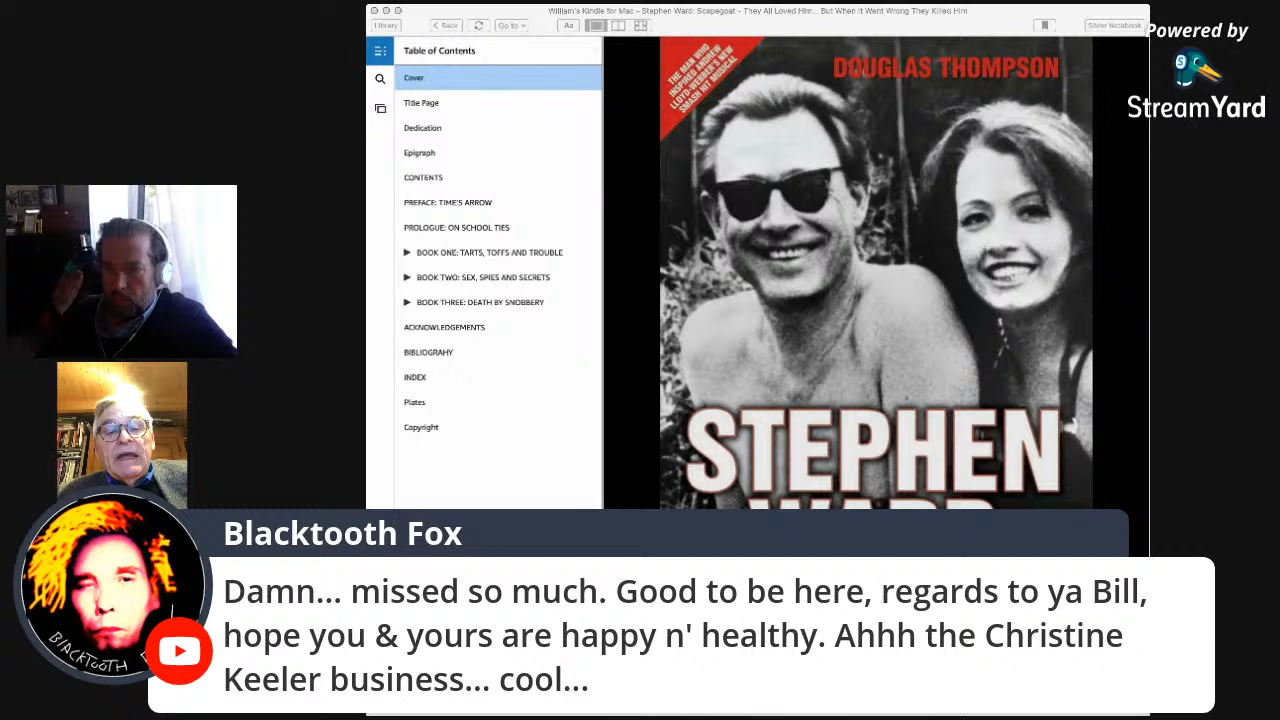 William's Kindle for Mac - Stephen Ward: Scapegoat - They All Loved Him... But When It Went Wrong They Killed Him
Library
< Back
Go to
Aa
Show Notebook
Powered by
StreamYard
Table of Contents
Cover
Title Page
Dedication
Epigraph
CONTENTS
PREFACE: TIME'S ARROW
PROLOGUE: ON SCHOOL TIES
BOOK ONE: TARTS, TOFFS AND TROUBLE
BOOK TWO: SEX, SPIES AND SECRETS
BOOK THREE: DEATH BY SNOBBERY
ACKNOWLEDGEMENTS
BIBLIOGRAHY
INDEX
Plates
Copyright
THE MAN WHO
INSPIRED ANDREW
LLOYD-WEBBER'S NEW
SMASH HIT MUSICAL
DOUGLAS THOMPSON
STEPHEN
WARD
BLACKTOOTH F
Blacktooth Fox
Damn... missed so much. Good to be here, regards to ya Bill,
hope you & yours are happy n' healthy. Ahhh the Christine
Keeler business... cool...